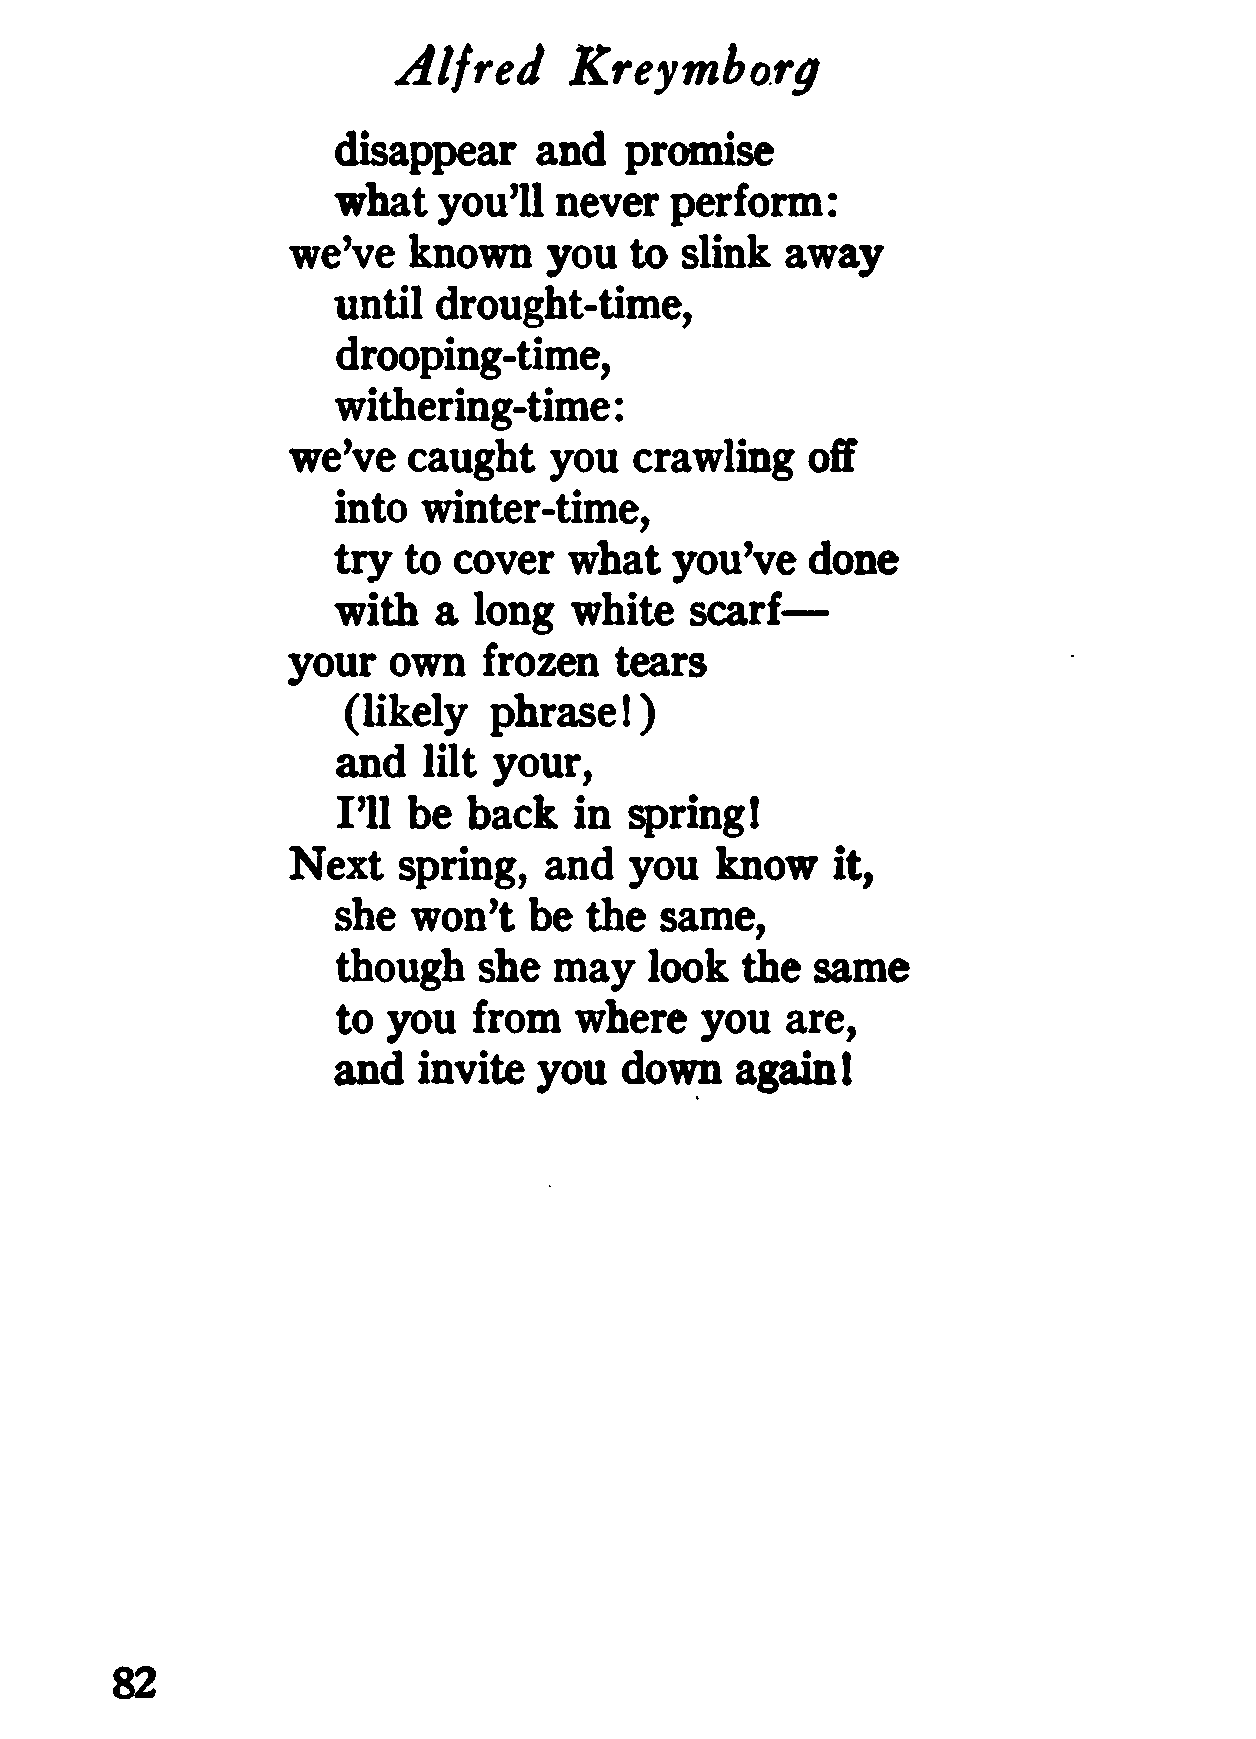 Alfred Kreymborg
disappear and promise
what you'll never perform:
we've known you to slink away
until drought-time,
drooping-time,
withering-time:
we've caught you crawling off
into winter-time,
try to cover what you've done
with a long white scarf—
your own frozen tears
(likely phrase!)
and lilt your,
I'll be back in spring!
Next spring, and you know it,
she won't be the same,
though she may look the same
to you from where you are,
and invite you down again!
82